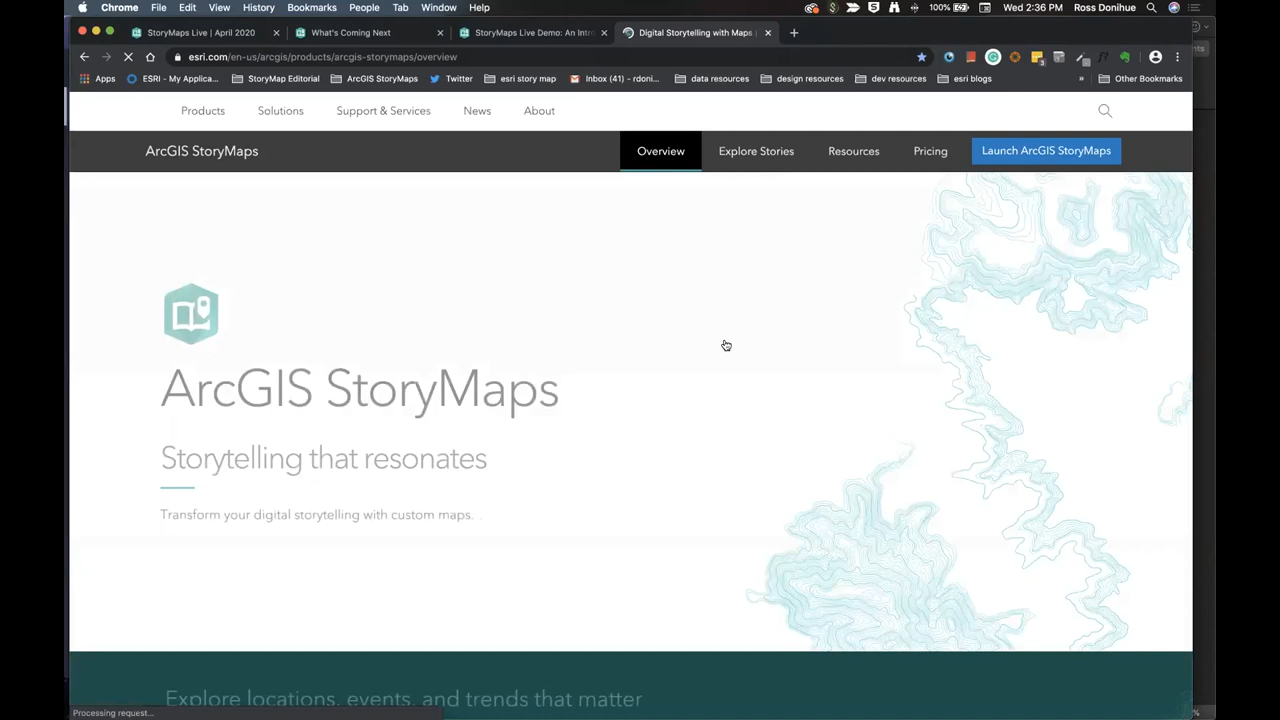 Chrome File Edit View History Bookmarks People Tab Window Help 5 100% Wed 2:36 PM Ross Donihue
StoryMaps Live | April 2020 × What's Coming Next × StoryMaps Live Demo: An Intro × Digital Storytelling with Maps | × +
esri.com/en-us/arcgis/products/arcgis-storymaps/overview
Apps ESRI - My Applica... StoryMap Editorial ArcGIS StoryMaps Twitter esri story map Inbox (41) - rdoni... data resources design resources dev resources esri blogs » Other Bookmarks
Products Solutions Support & Services News About
ArcGIS StoryMaps Overview Explore Stories Resources Pricing Launch ArcGIS StoryMaps
ArcGIS StoryMaps
Storytelling that resonates
Transform your digital storytelling with custom maps.
Explore locations, events, and trends that matter
Processing request...